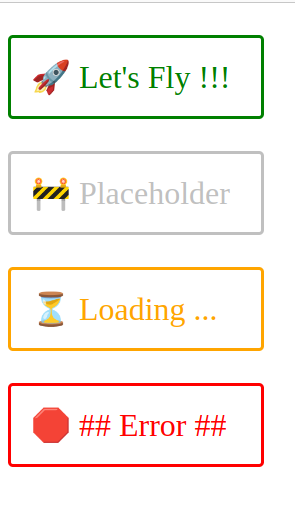 🚀 Let's Fly !!!
🚧 Placeholder
⏳ Loading ...
🛑 ## Error ##